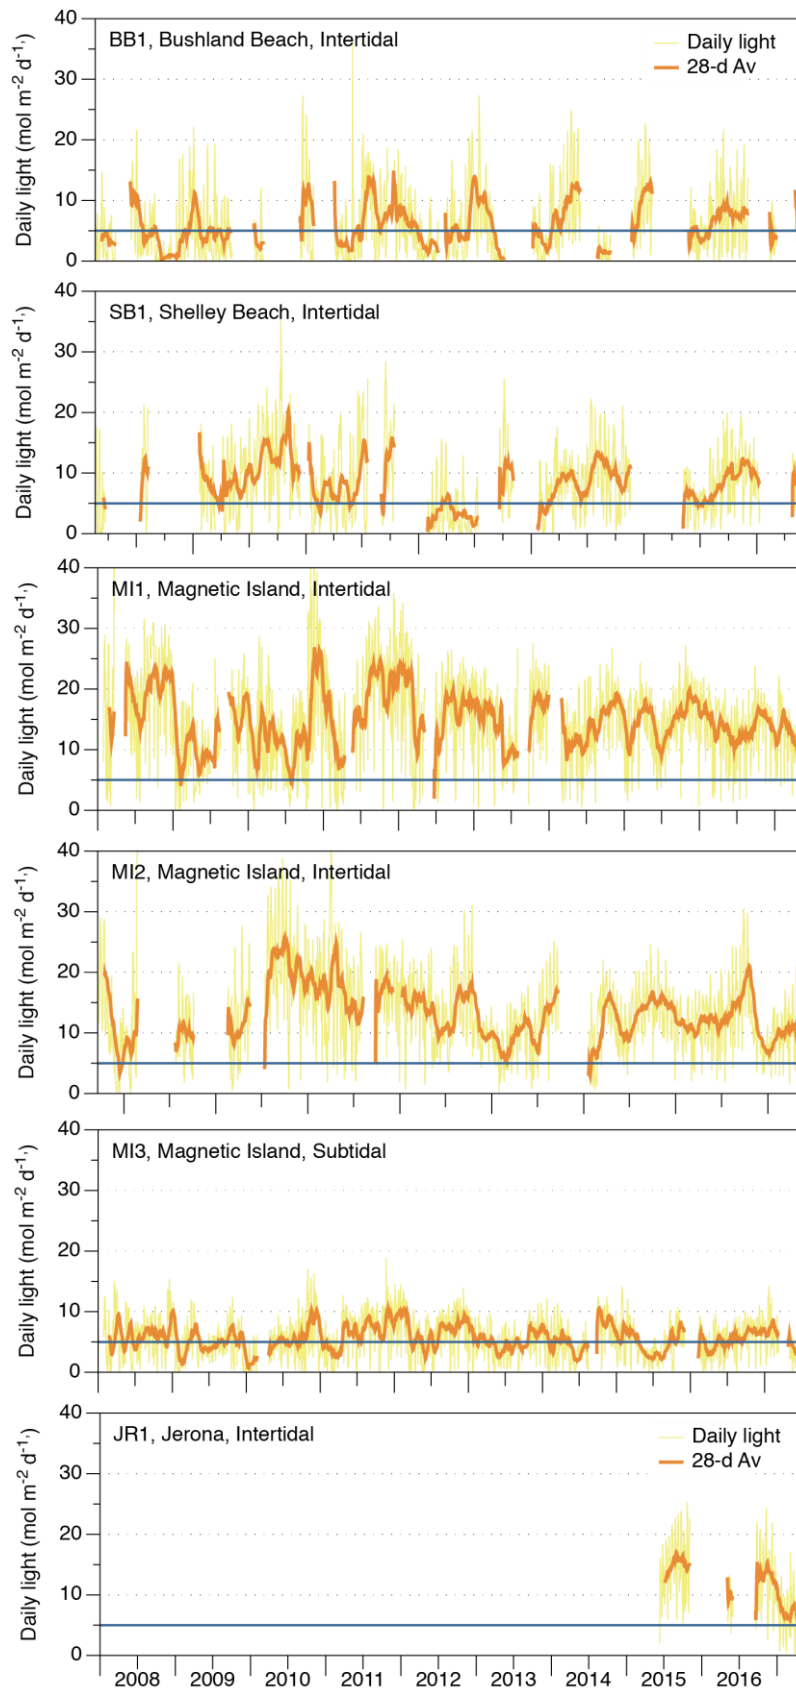 BB1, Bushland Beach, Intertidal
Daily light
28-d Av
Daily light (mol m⁻² d⁻¹,)
40
30
20
10
0
SB1, Shelley Beach, Intertidal
Daily light (mol m⁻² d⁻¹,)
40
30
20
10
0
MI1, Magnetic Island, Intertidal
Daily light (mol m⁻² d⁻¹,)
40
30
20
10
0
MI2, Magnetic Island, Intertidal
Daily light (mol m⁻² d⁻¹,)
40
30
20
10
0
MI3, Magnetic Island, Subtidal
Daily light (mol m⁻² d⁻¹,)
40
30
20
10
0
JR1, Jerona, Intertidal
Daily light
28-d Av
Daily light (mol m⁻² d⁻¹,)
40
30
20
10
0
2008 2009 2010 2011 2012 2013 2014 2015 2016